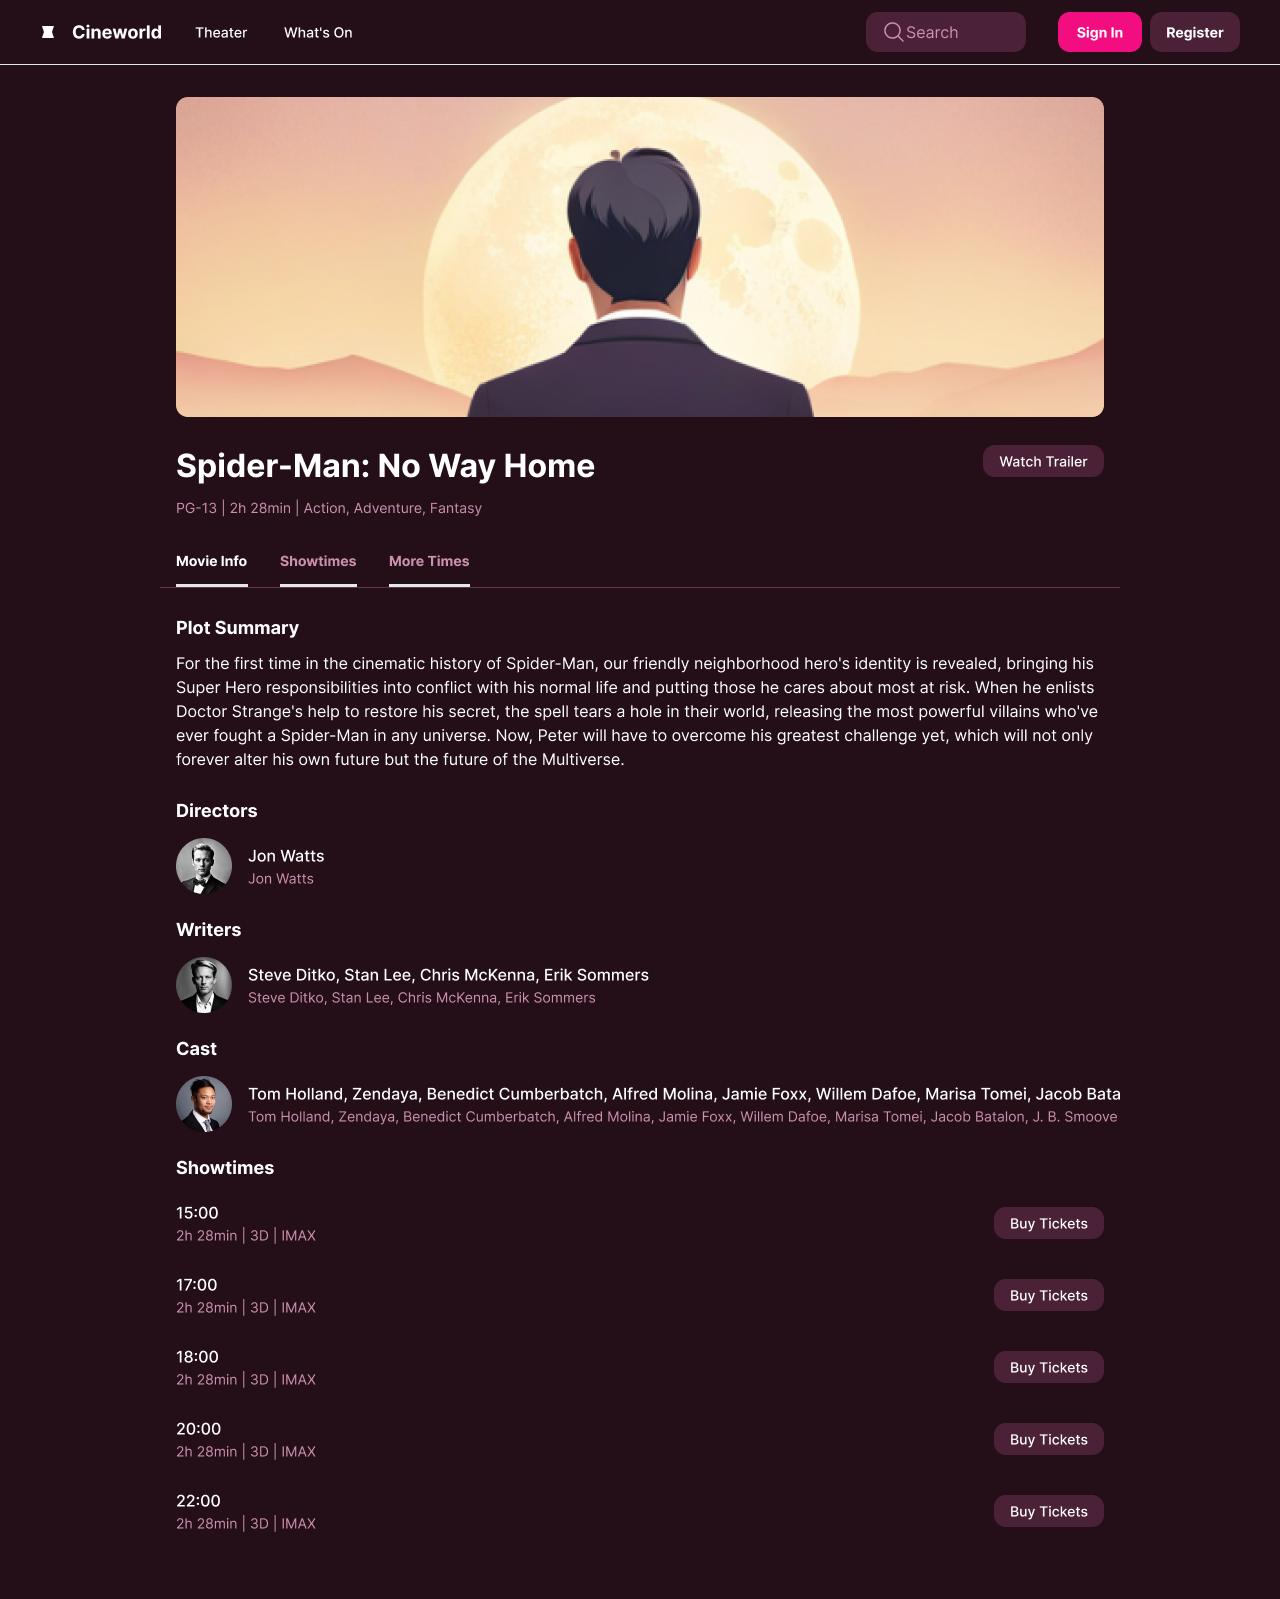 Cineworld
Theater
What's On
Search
Sign In
Register
Spider-Man: No Way Home
Watch Trailer
PG-13 | 2h 28min | Action, Adventure, Fantasy
Movie Info
Showtimes
More Times
Plot Summary
For the first time in the cinematic history of Spider-Man, our friendly neighborhood hero's identity is revealed, bringing his
Super Hero responsibilities into conflict with his normal life and putting those he cares about most at risk. When he enlists
Doctor Strange's help to restore his secret, the spell tears a hole in their world, releasing the most powerful villains who've
ever fought a Spider-Man in any universe. Now, Peter will have to overcome his greatest challenge yet, which will not only
forever alter his own future but the future of the Multiverse.
Directors
Jon Watts
Jon Watts
Writers
Steve Ditko, Stan Lee, Chris McKenna, Erik Sommers
Steve Ditko, Stan Lee, Chris McKenna, Erik Sommers
Cast
Tom Holland, Zendaya, Benedict Cumberbatch, Alfred Molina, Jamie Foxx, Willem Dafoe, Marisa Tomei, Jacob Bata
Tom Holland, Zendaya, Benedict Cumberbatch, Alfred Molina, Jamie Foxx, Willem Dafoe, Marisa Tomei, Jacob Batalon, J. B. Smoove
Showtimes
15:00
2h 28min | 3D | IMAX
Buy Tickets
17:00
2h 28min | 3D | IMAX
Buy Tickets
18:00
2h 28min | 3D | IMAX
Buy Tickets
20:00
2h 28min | 3D | IMAX
Buy Tickets
22:00
2h 28min | 3D | IMAX
Buy Tickets